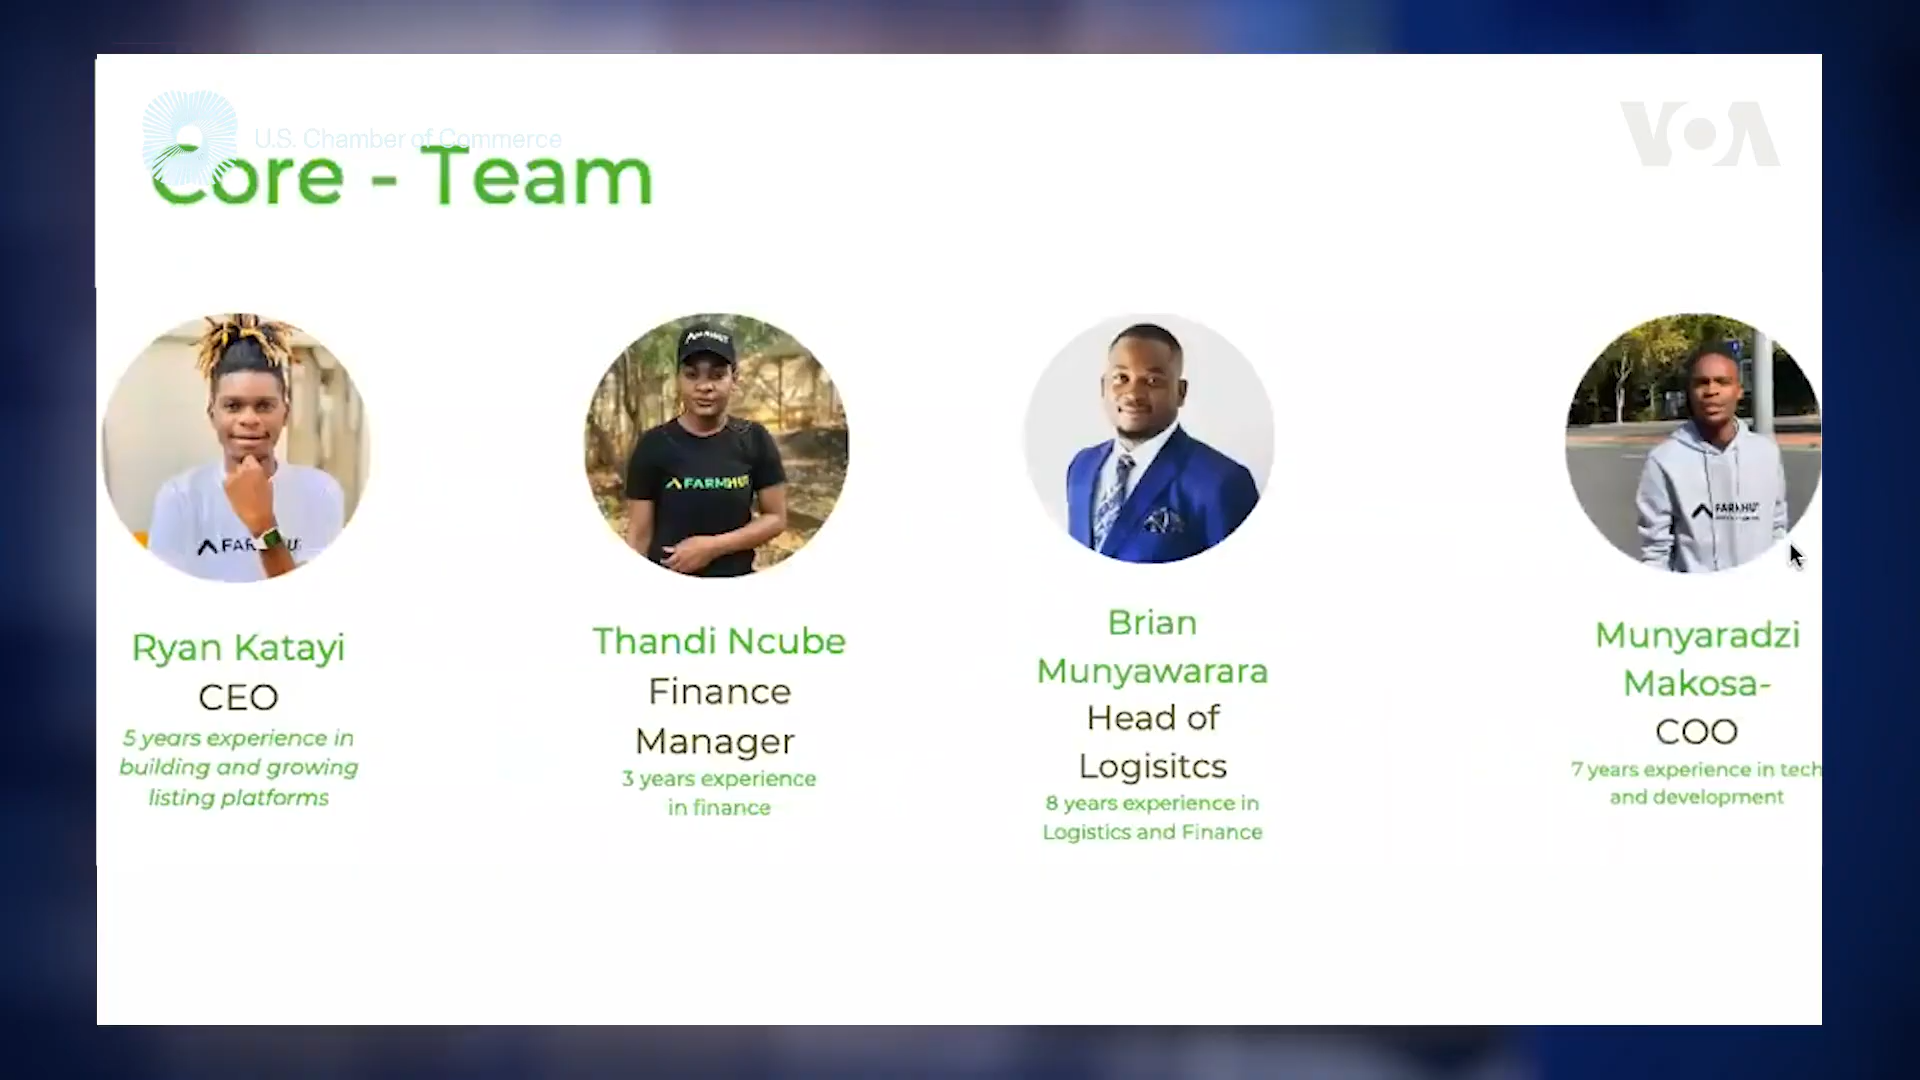 U.S. Chamber of Commerce
VOA
Core - Team
FARMHUT
FARMHUT
Ryan Katayi
CEO
5 years experience in
building and growing
listing platforms
Thandi Ncube
Finance
Manager
3 years experience
in finance
Brian
Munyawarara
Head of
Logisitcs
8 years experience in
Logistics and Finance
Munyaradzi
Makosa-
COO
7 years experience in tech
and development